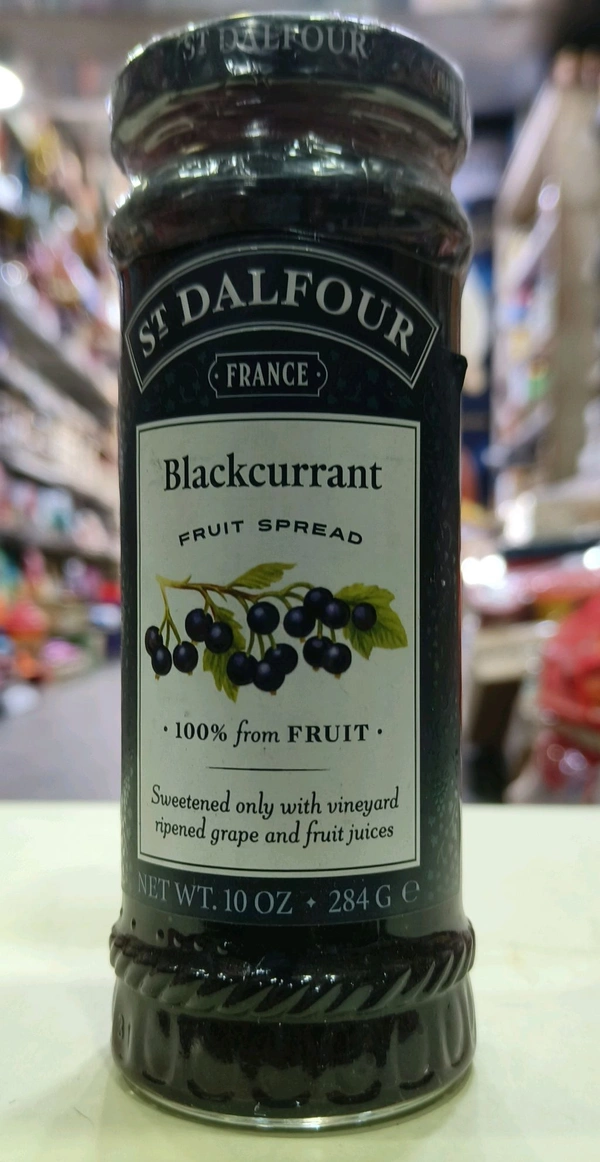 ST DALFOUR
ST DALFOUR
FRANCE
Blackcurrant
FRUIT SPREAD
· 100% from FRUIT ·
Sweetened only with vineyard
ripened grape and fruit juices
NET WT. 10 OZ ✦ 284 G ℮